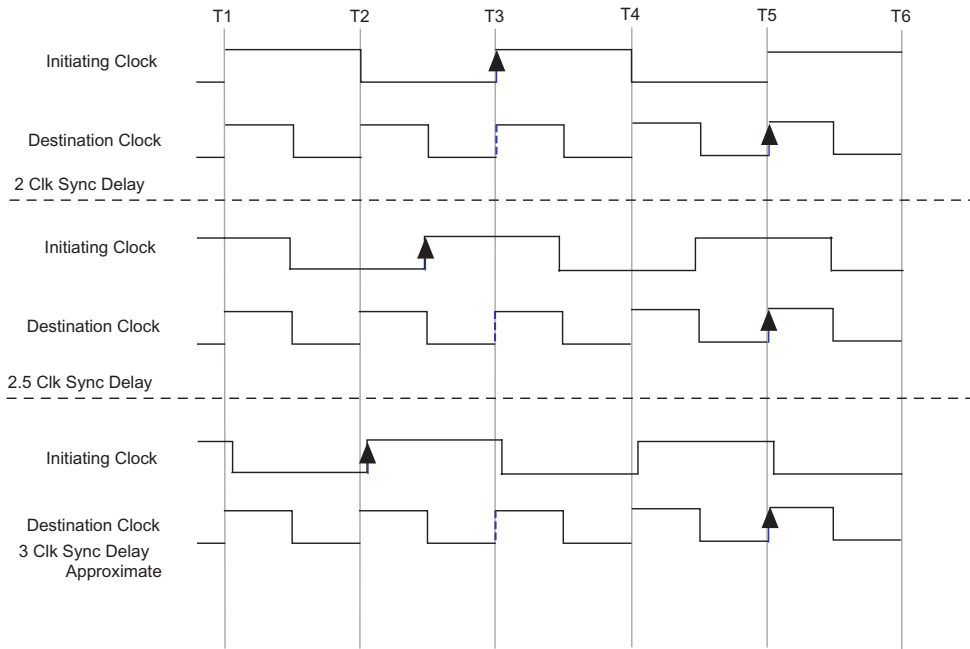 T1 T2 T3 T4 T5 T6
Initiating Clock
Destination Clock
2 Clk Sync Delay
Initiating Clock
Destination Clock
2.5 Clk Sync Delay
Initiating Clock
Destination Clock
3 Clk Sync Delay
Approximate